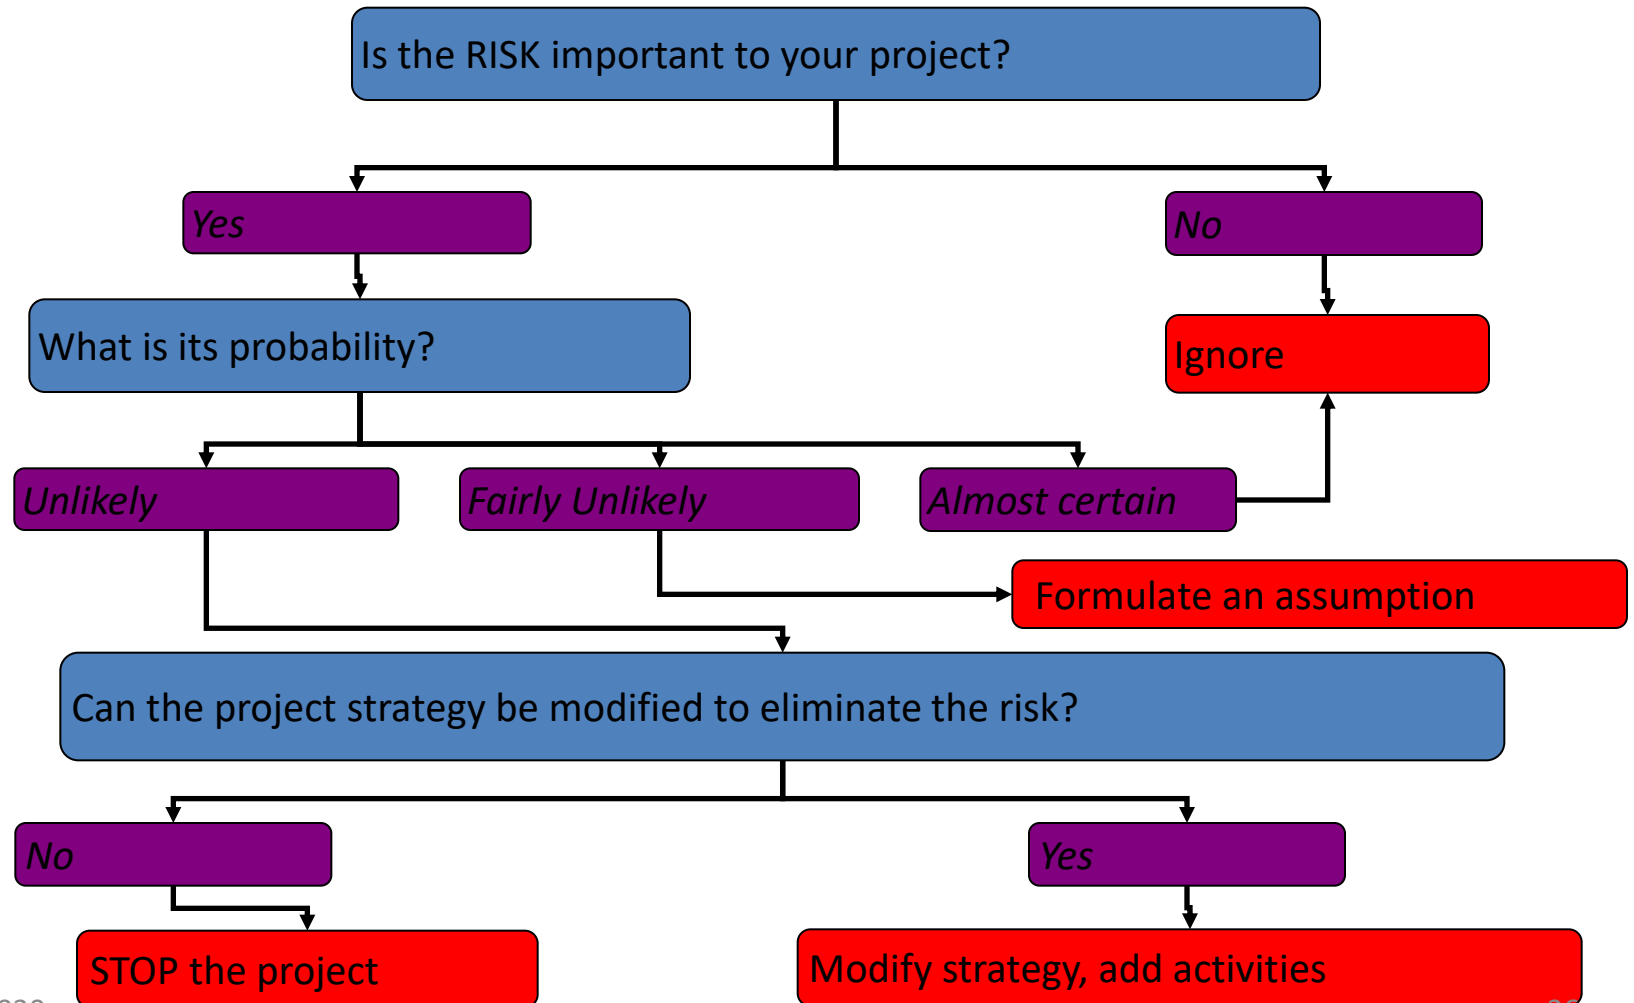 Is the RISK important to your project?
Yes
No
What is its probability?
Ignore
Unlikely
Fairly Unlikely
Almost certain
Formulate an assumption
Can the project strategy be modified to eliminate the risk?
No
Yes
STOP the project
Modify strategy, add activities